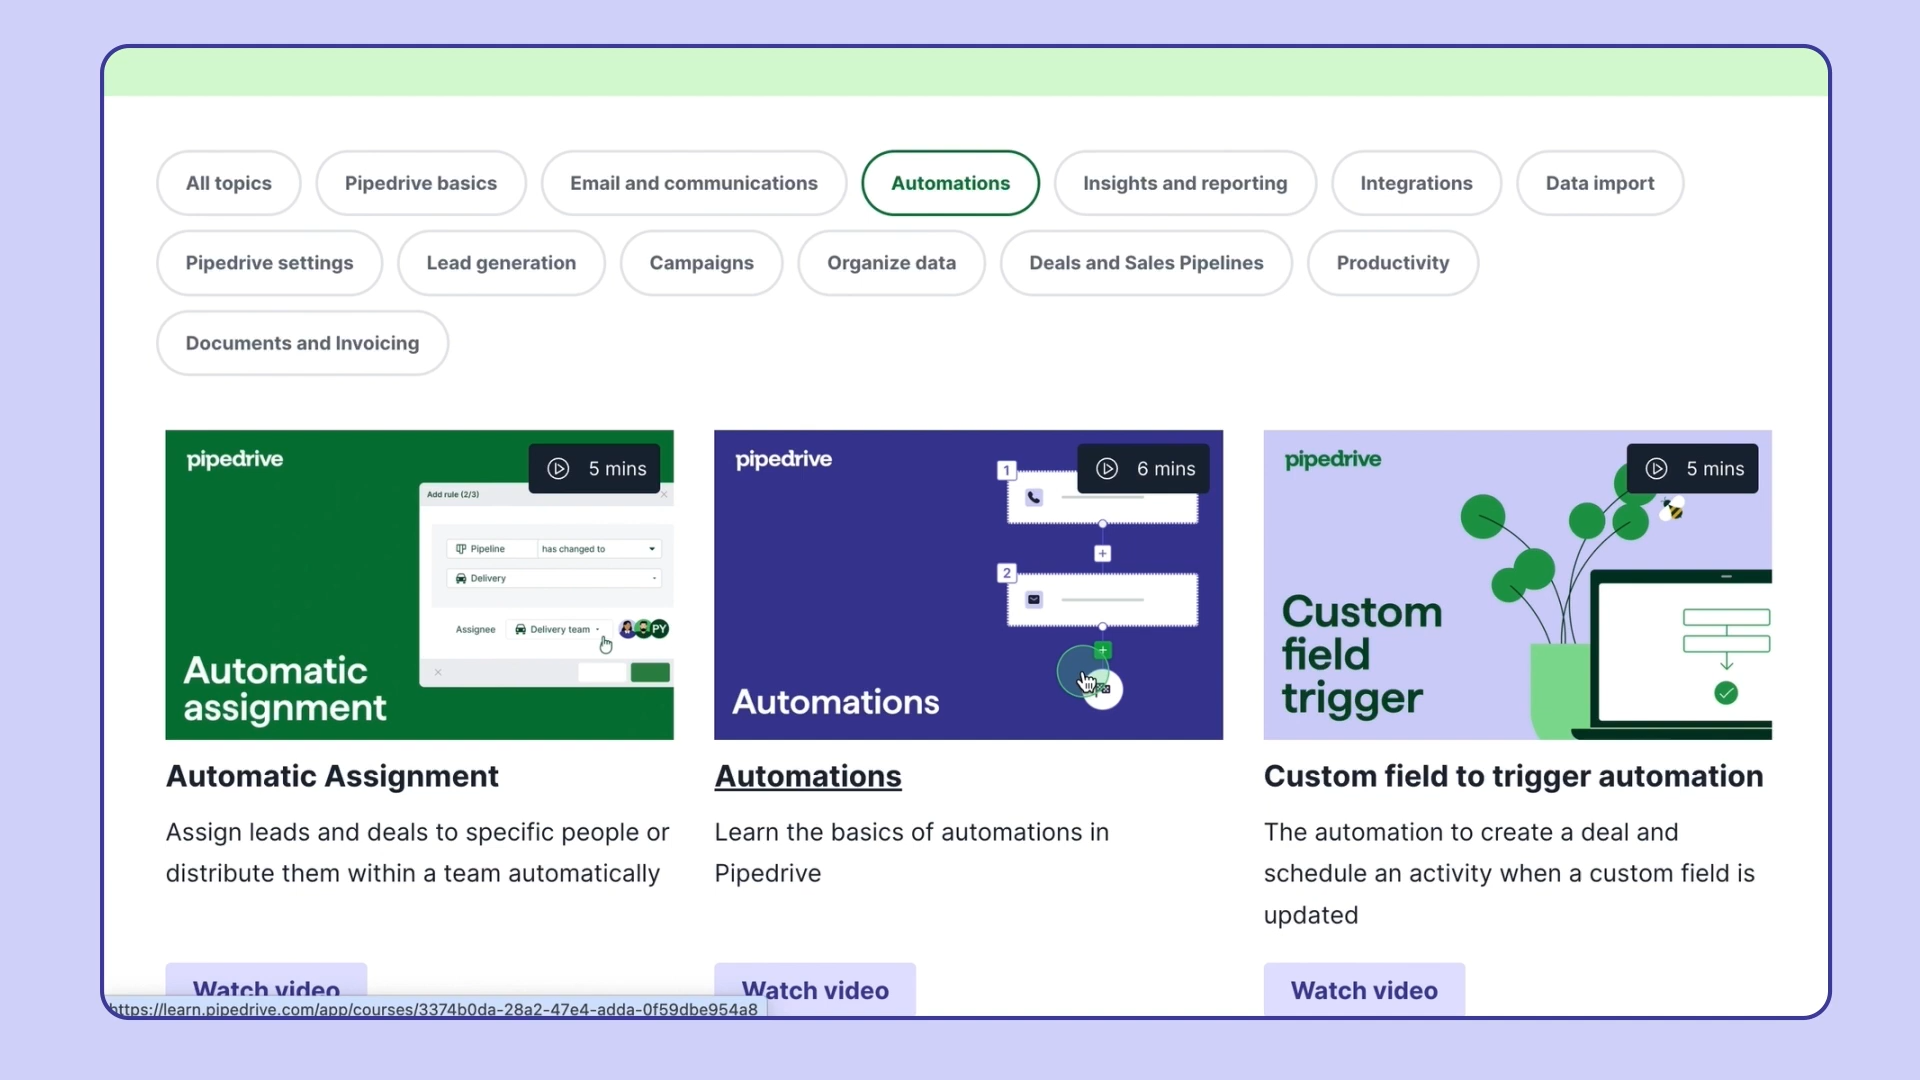 All topics
Pipedrive basics
Email and communications
Automations
Insights and reporting
Integrations
Data import
Pipedrive settings
Lead generation
Campaigns
Organize data
Deals and Sales Pipelines
Productivity
Documents and Invoicing
pipedrive
5 mins
Add rule (2/3)
Pipeline
has changed to
Delivery
Assignee
Delivery team
PY
Automatic
assignment
pipedrive
6 mins
1
2
Automations
pipedrive
5 mins
Custom
field
trigger
Automatic Assignment
Assign leads and deals to specific people or
distribute them within a team automatically
Watch video
Automations
Learn the basics of automations in
Pipedrive
Watch video
Custom field to trigger automation
The automation to create a deal and
schedule an activity when a custom field is
updated
Watch video
https://learn.pipedrive.com/app/courses/3374b0da-28a2-47e4-adda-0f59dbe954a8